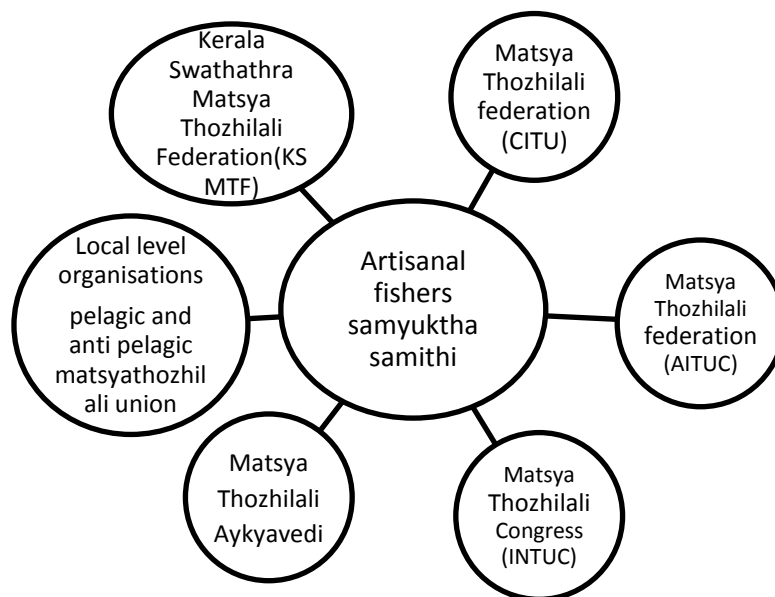 Kerala
Swathathra
Matsya
Thozhilali
Federation(KS
MTF)
Matsya
Thozhilali
federation
(CITU)
Local level
organisations
pelagic and
anti pelagic
matsyathozhil
ali union
Artisanal
fishers
samyuktha
samithi
Matsya
Thozhilali
federation
(AITUC)
Matsya
Thozhilali
Aykyavedi
Matsya
Thozhilali
Congress
(INTUC)